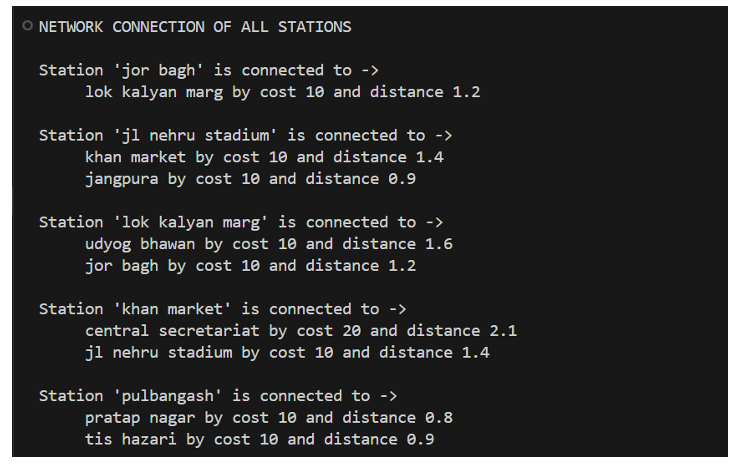 NETWORK CONNECTION OF ALL STATIONS
Station 'jor bagh' is connected to ->
lok kalyan marg by cost 10 and distance 1.2
Station 'jl nehru stadium' is connected to ->
khan market by cost 10 and distance 1.4
jangpura by cost 10 and distance 0.9
Station 'lok kalyan marg' is connected to ->
udyog bhawan by cost 10 and distance 1.6
jor bagh by cost 10 and distance 1.2
Station 'khan market' is connected to ->
central secretariat by cost 20 and distance 2.1
jl nehru stadium by cost 10 and distance 1.4
Station 'pulbangash' is connected to ->
pratap nagar by cost 10 and distance 0.8
tis hazari by cost 10 and distance 0.9